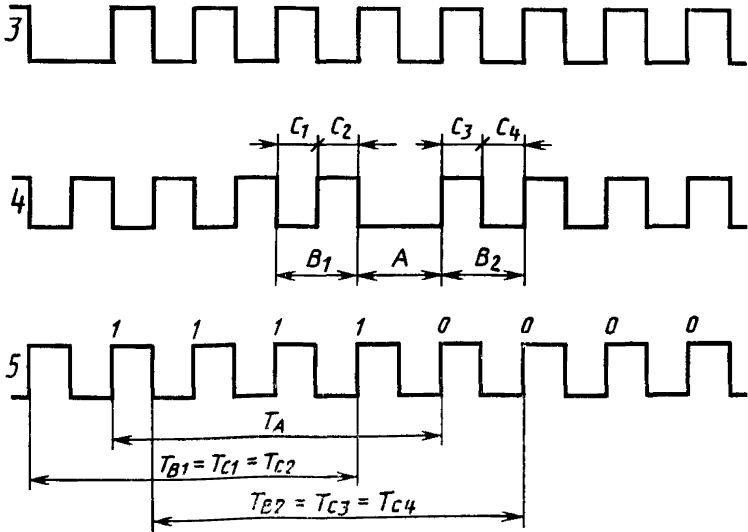 3
C1 C2 C3 C4
4
B1 A B2
1 1 1 1 0 0 0 0
5
TA
TB1 = TC1 = TC2
TB2 = TC3 = TC4